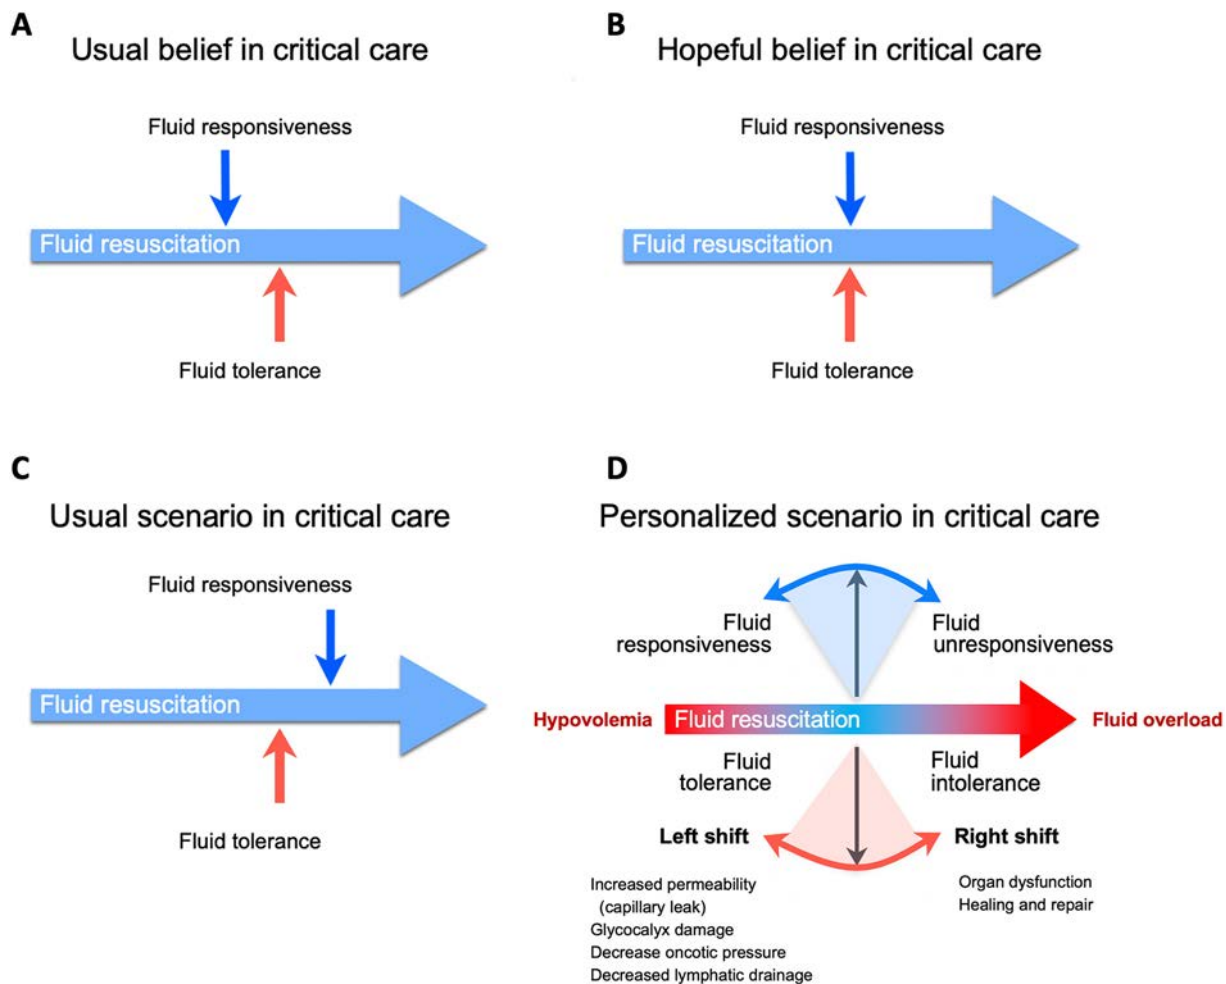 A
Usual belief in critical care
Fluid responsiveness
Fluid resuscitation
Fluid tolerance
B
Hopeful belief in critical care
Fluid responsiveness
Fluid resuscitation
Fluid tolerance
C
Usual scenario in critical care
Fluid responsiveness
Fluid resuscitation
Fluid tolerance
D
Personalized scenario in critical care
Fluid
responsiveness
Fluid
unresponsiveness
Hypovolemia
Fluid resuscitation
Fluid overload
Fluid
tolerance
Fluid
intolerance
Left shift
Right shift
Increased permeability
(capillary leak)
Glycocalyx damage
Decrease oncotic pressure
Decreased lymphatic drainage
Organ dysfunction
Healing and repair